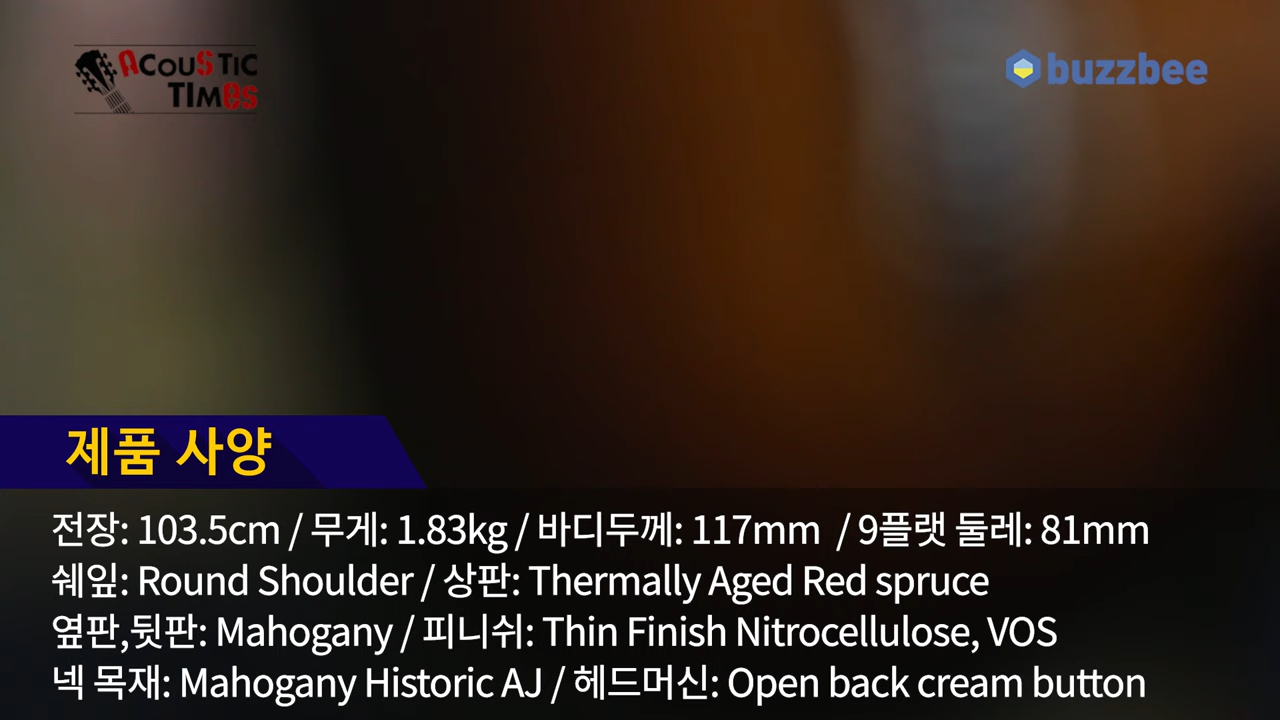 ACOUSTIC
TIMES
buzzbee
제품 사양
전장: 103.5cm / 무게: 1.83kg / 바디두께: 117mm / 9플랫 둘레: 81mm
쉐잎: Round Shoulder / 상판: Thermally Aged Red spruce
옆판,뒷판: Mahogany / 피니쉬: Thin Finish Nitrocellulose, VOS
넥 목재: Mahogany Historic AJ / 헤드머신: Open back cream button